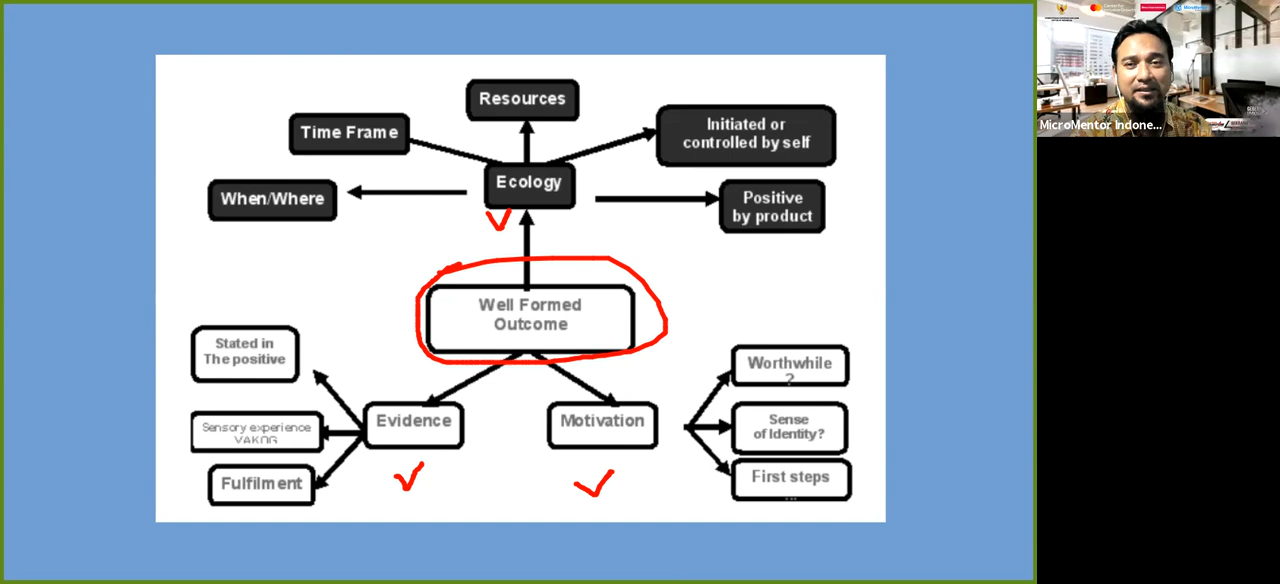 Resources
Time Frame
Initiated or
controlled by self
Ecology
When/Where
Positive
by product
Well Formed
Outcome
Stated in
The positive
Worthwhile
?
Evidence
Motivation
Sensory experience
VAKOG
Sense
of Identity?
Fulfilment
First steps
...
MicroMentor Indone...